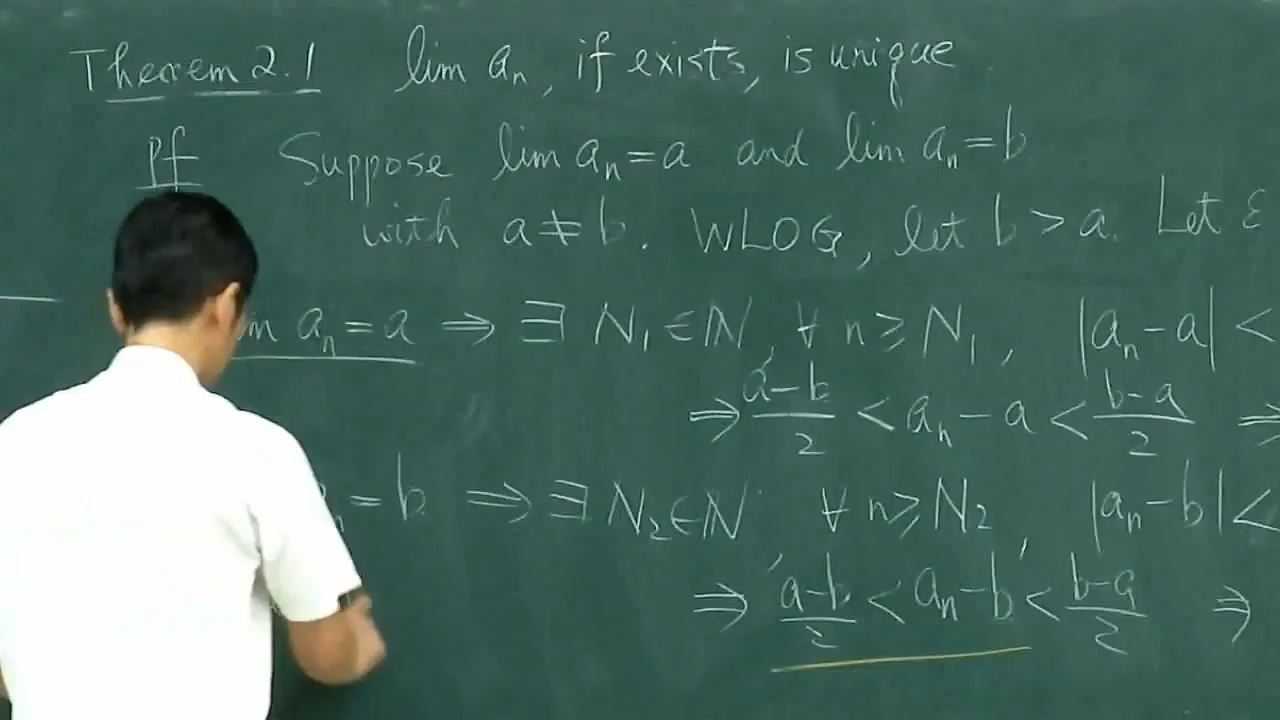 Theorem 2.1 lim aₙ, if exists, is unique
Pf Suppose lim aₙ = a and lim aₙ = b
with a ≠ b. WLOG, let b > a. Let ε
m aₙ = a ⇒ ∃ N₁ ∈ ℕ, ∀ n ≥ N₁, |aₙ - a| <
⇒ (a-b)/2 < aₙ - a < (b-a)/2 ⇒
ₙ = b ⇒ ∃ N₂ ∈ ℕ, ∀ n ≥ N₂, |aₙ - b| <
⇒ (a-b)/2 < aₙ - b < (b-a)/2 ⇒